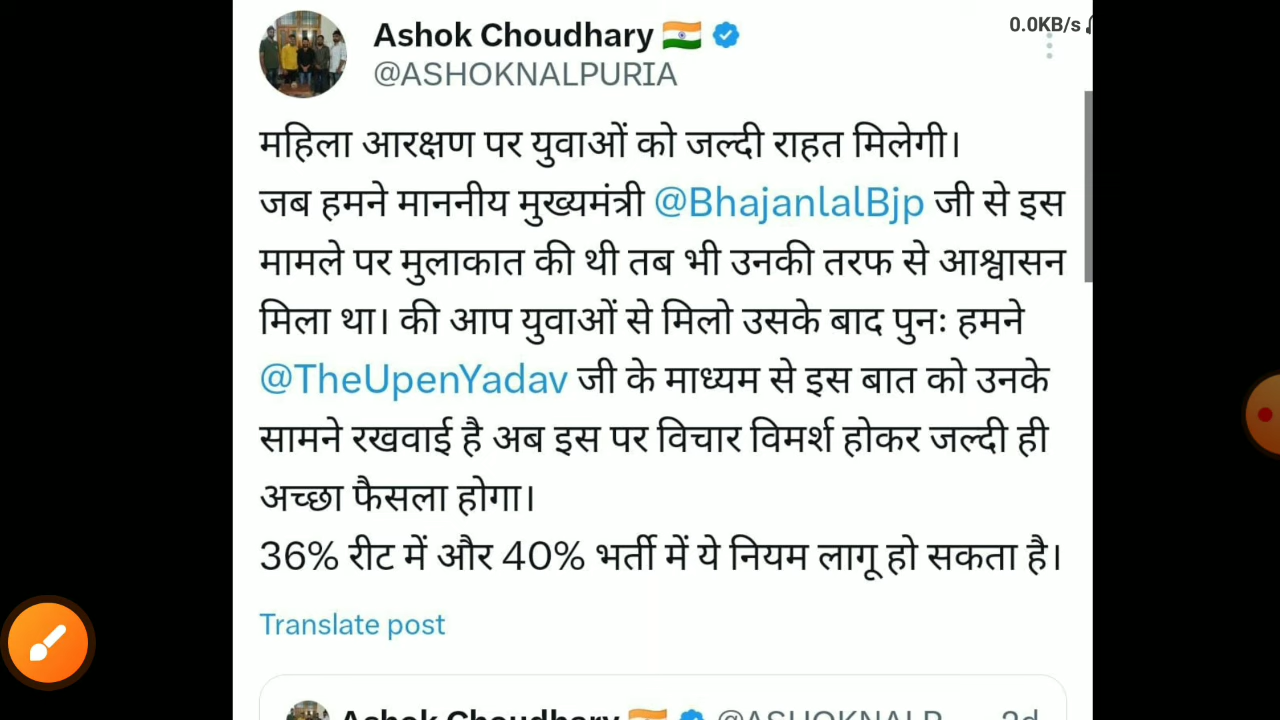 0.0KB/s
Ashok Choudhary 🇮🇳
@ASHOKNALPURIA
महिला आरक्षण पर युवाओं को जल्दी राहत मिलेगी।
जब हमने माननीय मुख्यमंत्री @BhajanlalBjp जी से इस
मामले पर मुलाकात की थी तब भी उनकी तरफ से आश्वासन
मिला था। की आप युवाओं से मिलो उसके बाद पुनः हमने
@TheUpenYadav जी के माध्यम से इस बात को उनके
सामने रखवाई है अब इस पर विचार विमर्श होकर जल्दी ही
अच्छा फैसला होगा।
36% रीट में और 40% भर्ती में ये नियम लागू हो सकता है।
Translate post
Ashok Choudhary 🇮🇳 @ASHOKNALP 2d